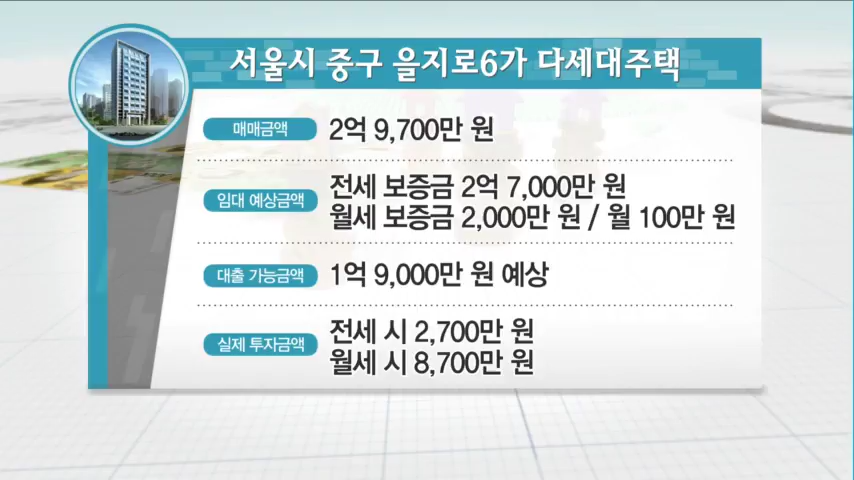 서울시 중구 을지로6가 다세대주택
매매금액 2억 9,700만 원
임대 예상금액 전세 보증금 2억 7,000만 원
월세 보증금 2,000만 원 / 월 100만 원
대출 가능금액 1억 9,000만 원 예상
실제 투자금액 전세 시 2,700만 원
월세 시 8,700만 원